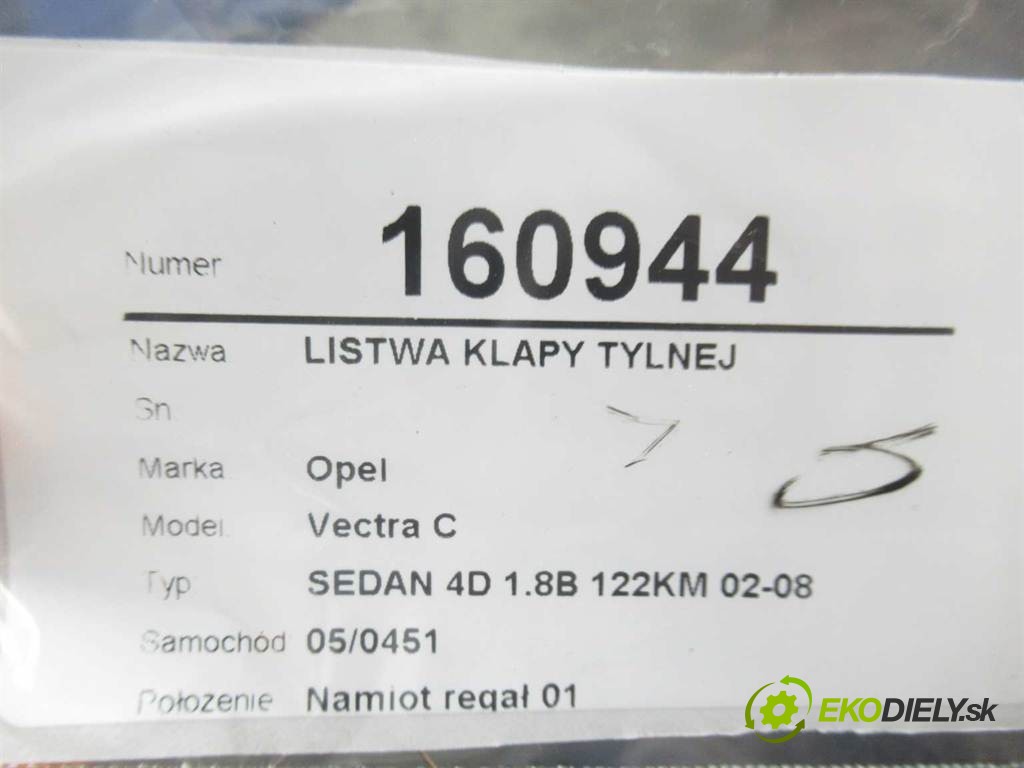 Numer 160944
Nazwa LISTWA KLAPY TYLNEJ
Sn
Marka Opel
Model Vectra C
Typ SEDAN 4D 1.8B 122KM 02-08
Samochód 05/0451
Położenie Namiot regał 01
EKODIELY.sk